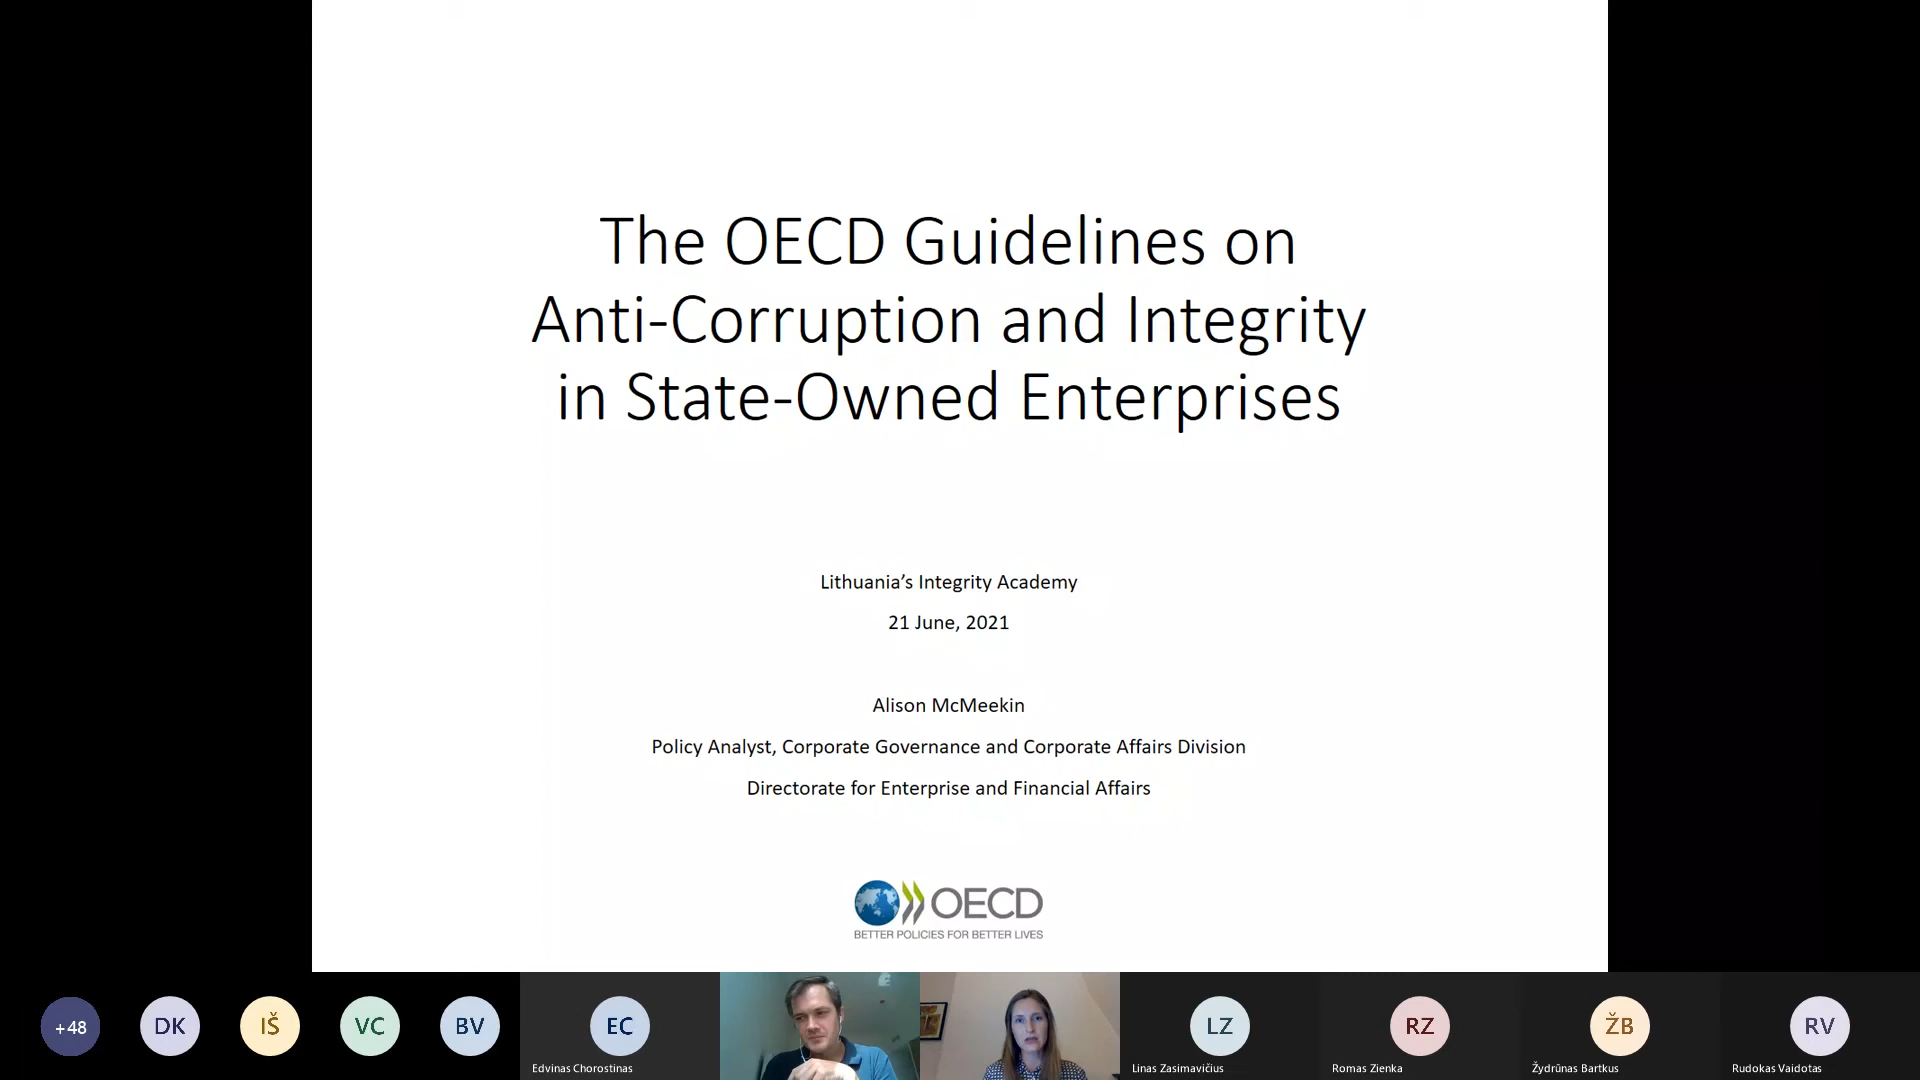 The OECD Guidelines on
Anti-Corruption and Integrity
in State-Owned Enterprises
Lithuania’s Integrity Academy
21 June, 2021
Alison McMeekin
Policy Analyst, Corporate Governance and Corporate Affairs Division
Directorate for Enterprise and Financial Affairs
OECD
BETTER POLICIES FOR BETTER LIVES
+48
DK
IŠ
VC
BV
EC
LZ
RZ
ŽB
RV
Edvinas Chorostinas
Linas Zasimavičius
Romas Zienka
Žydrūnas Bartkus
Rudokas Vaidotas